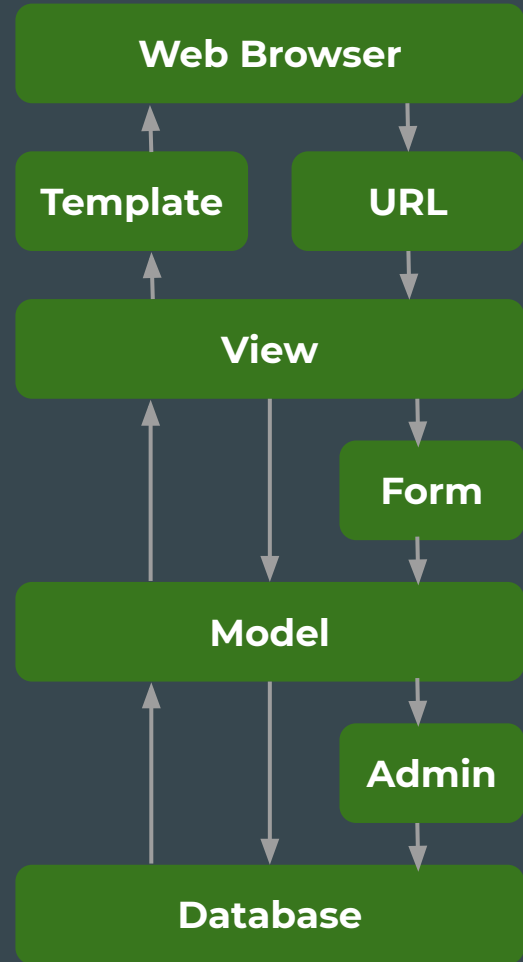 Web Browser
Template
URL
View
Form
Model
Admin
Database